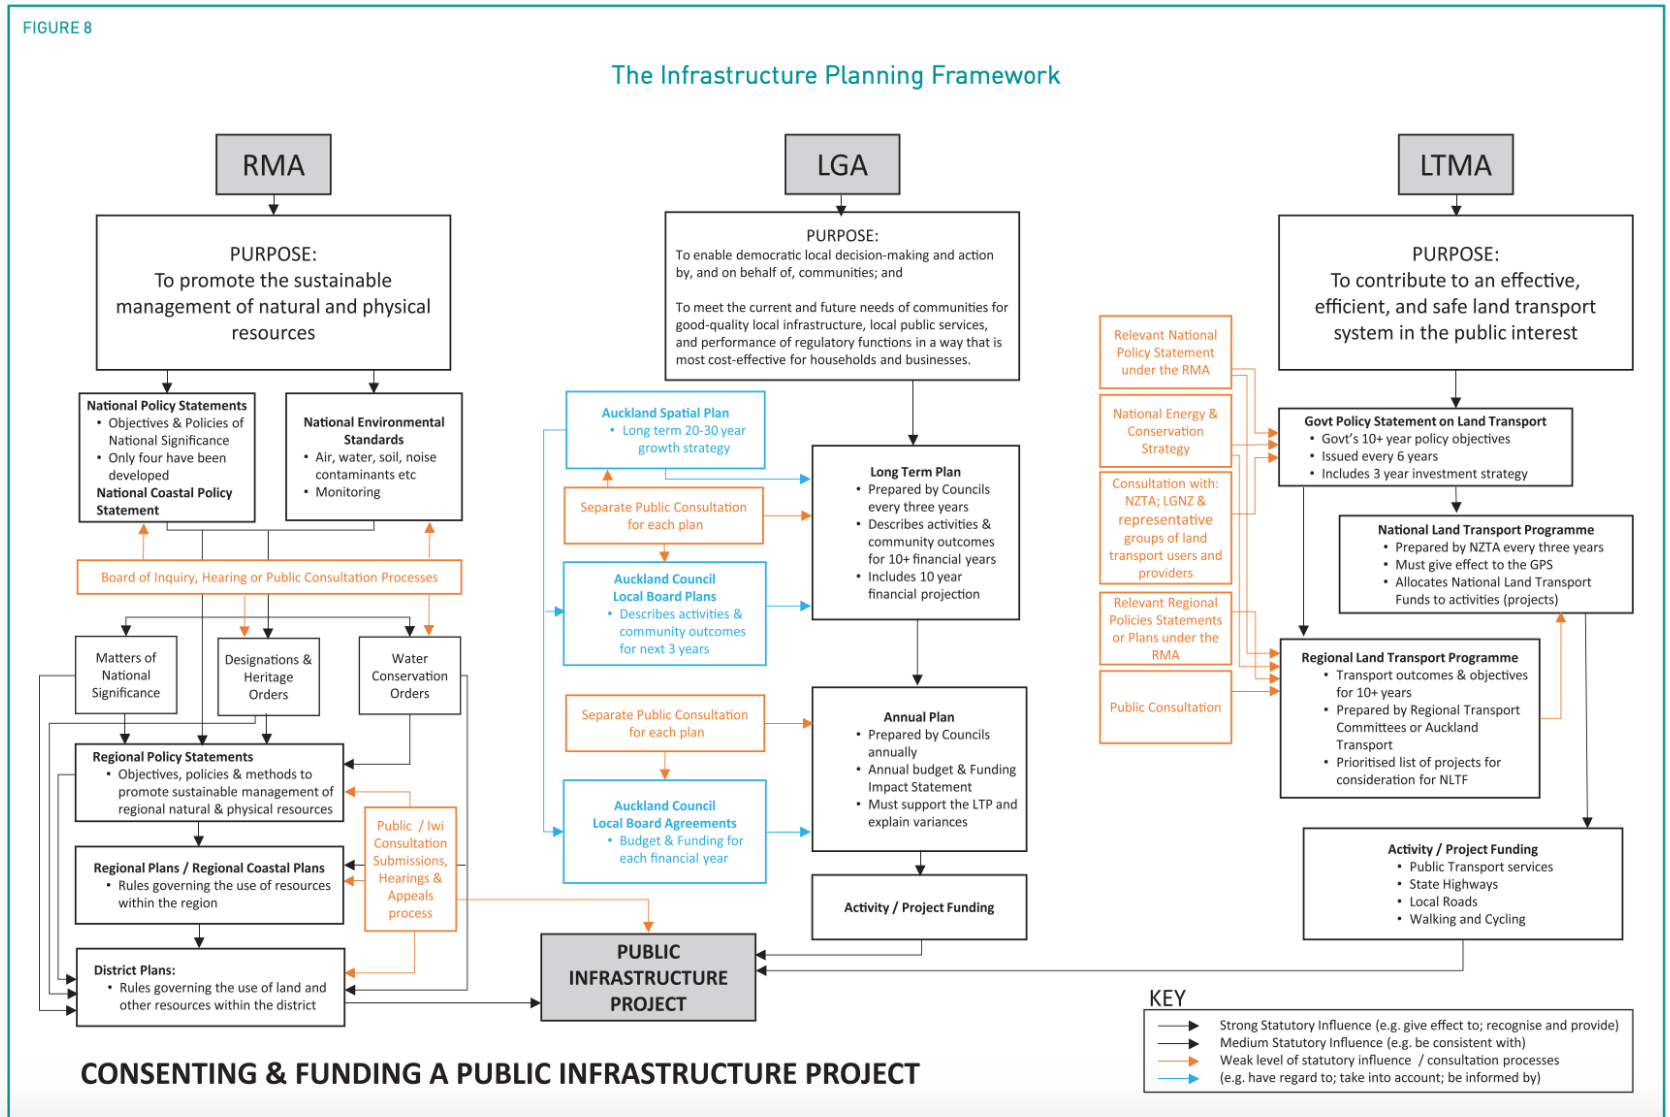 FIGURE 8
The Infrastructure Planning Framework
RMA
PURPOSE:
To promote the sustainable
management of natural and physical
resources
National Policy Statements
• Objectives & Policies of
National Significance
• Only four have been
developed
National Coastal Policy
Statement
National Environmental
Standards
• Air, water, soil, noise
contaminants etc
• Monitoring
Board of Inquiry, Hearing or Public Consultation Processes
Matters of
National
Significance
Designations &
Heritage
Orders
Water
Conservation
Orders
Regional Policy Statements
• Objectives, policies & methods to
promote sustainable management of
regional natural & physical resources
Public / Iwi
Consultation
Submissions,
Hearings &
Appeals
process
Regional Plans / Regional Coastal Plans
• Rules governing the use of resources
within the region
District Plans:
• Rules governing the use of land and
other resources within the district
LGA
PURPOSE:
To enable democratic local decision-making and action
by, and on behalf of, communities; and
To meet the current and future needs of communities for
good-quality local infrastructure, local public services,
and performance of regulatory functions in a way that is
most cost-effective for households and businesses.
Auckland Spatial Plan
• Long term 20-30 year
growth strategy
Separate Public Consultation
for each plan
Auckland Council
Local Board Plans
• Describes activities &
community outcomes
for next 3 years
Long Term Plan
• Prepared by Councils
every three years
• Describes activities &
community outcomes
for 10+ financial years
• Includes 10 year
financial projection
Separate Public Consultation
for each plan
Auckland Council
Local Board Agreements
• Budget & Funding for
each financial year
Annual Plan
• Prepared by Councils
annually
• Annual budget & Funding
Impact Statement
• Must support the LTP and
explain variances
Activity / Project Funding
PUBLIC
INFRASTRUCTURE
PROJECT
LTMA
PURPOSE:
To contribute to an effective,
efficient, and safe land transport
system in the public interest
Relevant National
Policy Statement
under the RMA
National Energy &
Conservation
Strategy
Consultation with:
NZTA; LGNZ &
representative
groups of land
transport users and
providers
Relevant Regional
Policies Statements
or Plans under the
RMA
Public Consultation
Govt Policy Statement on Land Transport
• Govt's 10+ year policy objectives
• Issued every 6 years
• Includes 3 year investment strategy
National Land Transport Programme
• Prepared by NZTA every three years
• Must give effect to the GPS
• Allocates National Land Transport
Funds to activities (projects)
Regional Land Transport Programme
• Transport outcomes & objectives
for 10+ years
• Prepared by Regional Transport
Committees or Auckland
Transport
• Prioritised list of projects for
consideration for NLTF
Activity / Project Funding
• Public Transport services
• State Highways
• Local Roads
• Walking and Cycling
KEY
Strong Statutory Influence (e.g. give effect to; recognise and provide)
Medium Statutory Influence (e.g. be consistent with)
Weak level of statutory influence / consultation processes
(e.g. have regard to; take into account; be informed by)
CONSENTING & FUNDING A PUBLIC INFRASTRUCTURE PROJECT